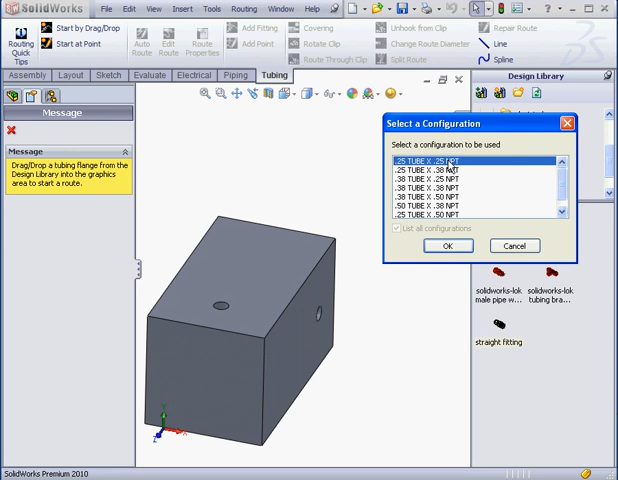 SolidWorks
File Edit View Insert Tools Routing Window Help
Routing Quick Tips
Start by Drag/Drop
Start at Point
Auto Route
Edit Route
Route Properties
Add Fitting
Add Point
Covering
Rotate Clip
Route Through Clip
Unhook from Clip
Change Route Diameter
Split Route
Repair Route
Line
Spline
Assembly Layout Sketch Evaluate Electrical Piping Tubing
Design Library
Message
Message
Drag/Drop a tubing flange from the
Design Library into the graphics
area to start a route.
Select a Configuration
Select a configuration to be used
.25 TUBE X .25 NPT
.25 TUBE X .38 NPT
.38 TUBE X .25 NPT
.38 TUBE X .38 NPT
.38 TUBE X .50 NPT
.50 TUBE X .38 NPT
.25 TUBE X .50 NPT
List all configurations
OK Cancel
solidworks-lok
male pipe w...
solidworks-lok
tubing bra...
straight fitting
Y
X
Z
SolidWorks Premium 2010